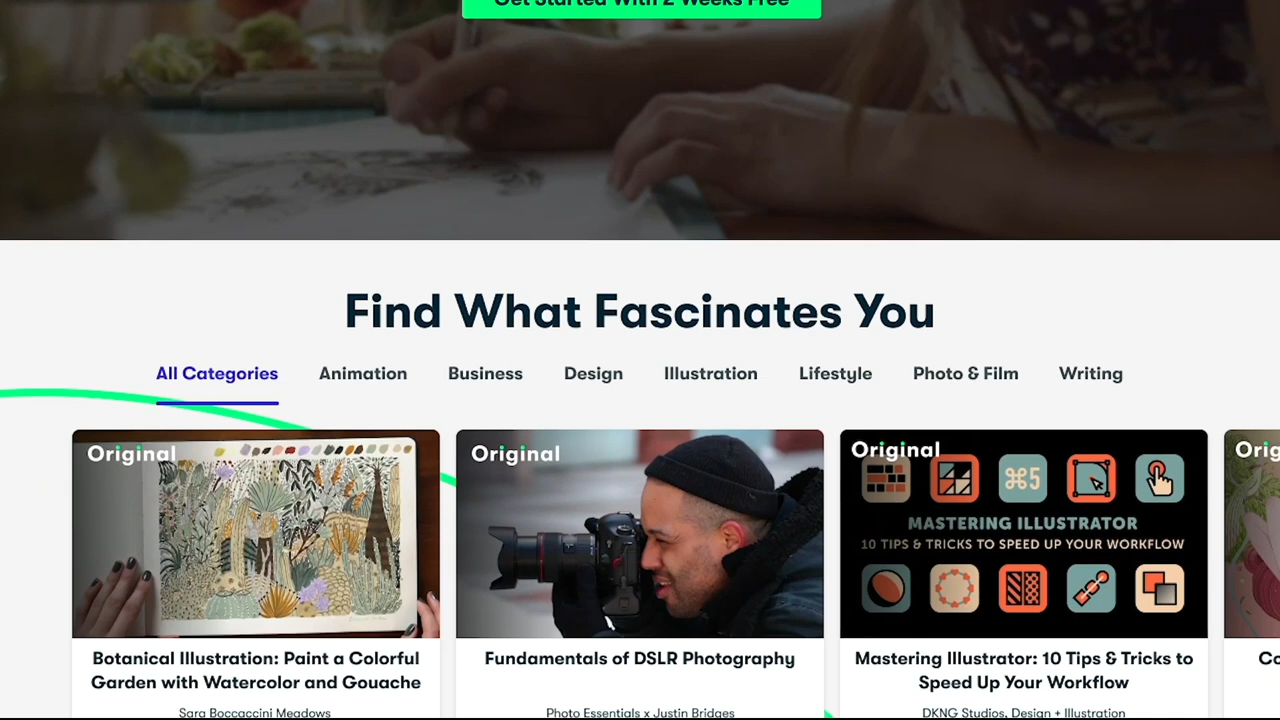 Get Started With 2 Weeks Free
Find What Fascinates You
All Categories Animation Business Design Illustration Lifestyle Photo & Film Writing
Original
Original
Original
MASTERING ILLUSTRATOR
10 TIPS & TRICKS TO SPEED UP YOUR WORKFLOW
⌘5
Botanical Illustration: Paint a Colorful
Garden with Watercolor and Gouache
Sara Boccaccini Meadows
Fundamentals of DSLR Photography
Photo Essentials x Justin Bridges
Mastering Illustrator: 10 Tips & Tricks to
Speed Up Your Workflow
DKNG Studios, Design + Illustration